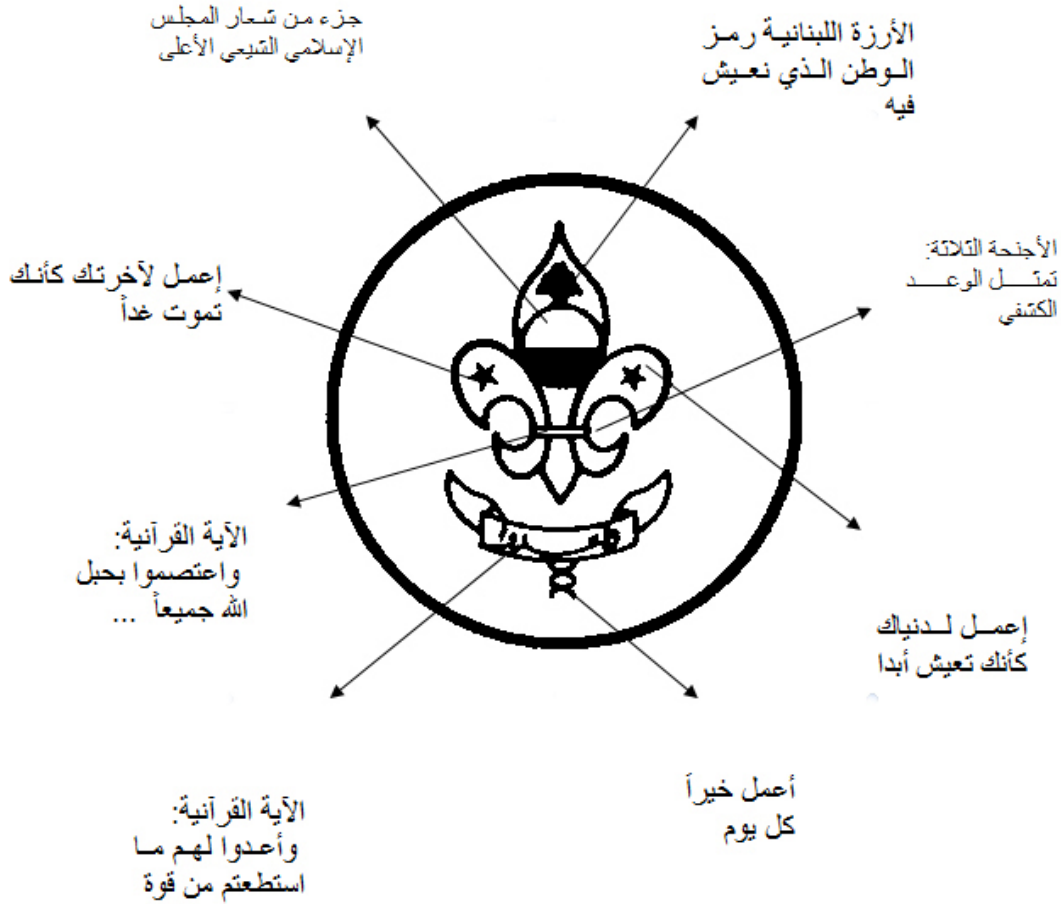 جزء من شعار المجلس
الإسلامي الشيعي الأعلى
الأرزة اللبنانية رمز
الوطن الذي نعيش
فيه
الأجنحة الثلاثة:
تمثل الوعد
الكشفي
إعمل لآخرتك كأنك
تموت غداً
الآية القرآنية:
واعتصموا بحبل
الله جميعاً ...
إعمل لدنياك
كأنك تعيش أبدا
أعمل خيراً
كل يوم
الآية القرآنية:
وأعدوا لهم ما
استطعتم من قوة